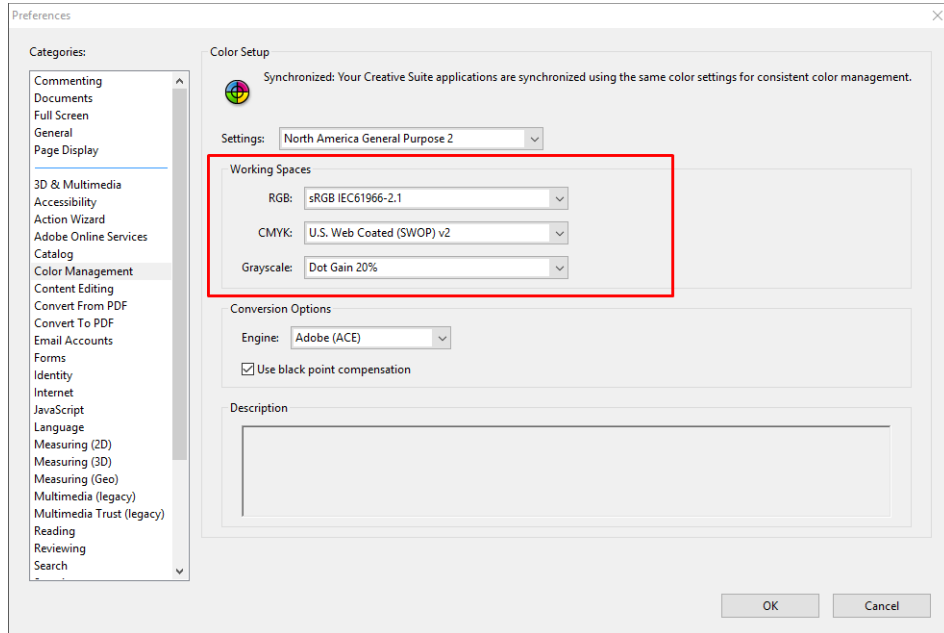 Preferences
Categories:
Commenting
Documents
Full Screen
General
Page Display
3D & Multimedia
Accessibility
Action Wizard
Adobe Online Services
Catalog
Color Management
Content Editing
Convert From PDF
Convert To PDF
Email Accounts
Forms
Identity
Internet
JavaScript
Language
Measuring (2D)
Measuring (3D)
Measuring (Geo)
Multimedia (legacy)
Multimedia Trust (legacy)
Reading
Reviewing
Search
Color Setup
Synchronized: Your Creative Suite applications are synchronized using the same color settings for consistent color management.
Settings: North America General Purpose 2
Working Spaces
RGB: sRGB IEC61966-2.1
CMYK: U.S. Web Coated (SWOP) v2
Grayscale: Dot Gain 20%
Conversion Options
Engine: Adobe (ACE)
Use black point compensation
Description
OK Cancel